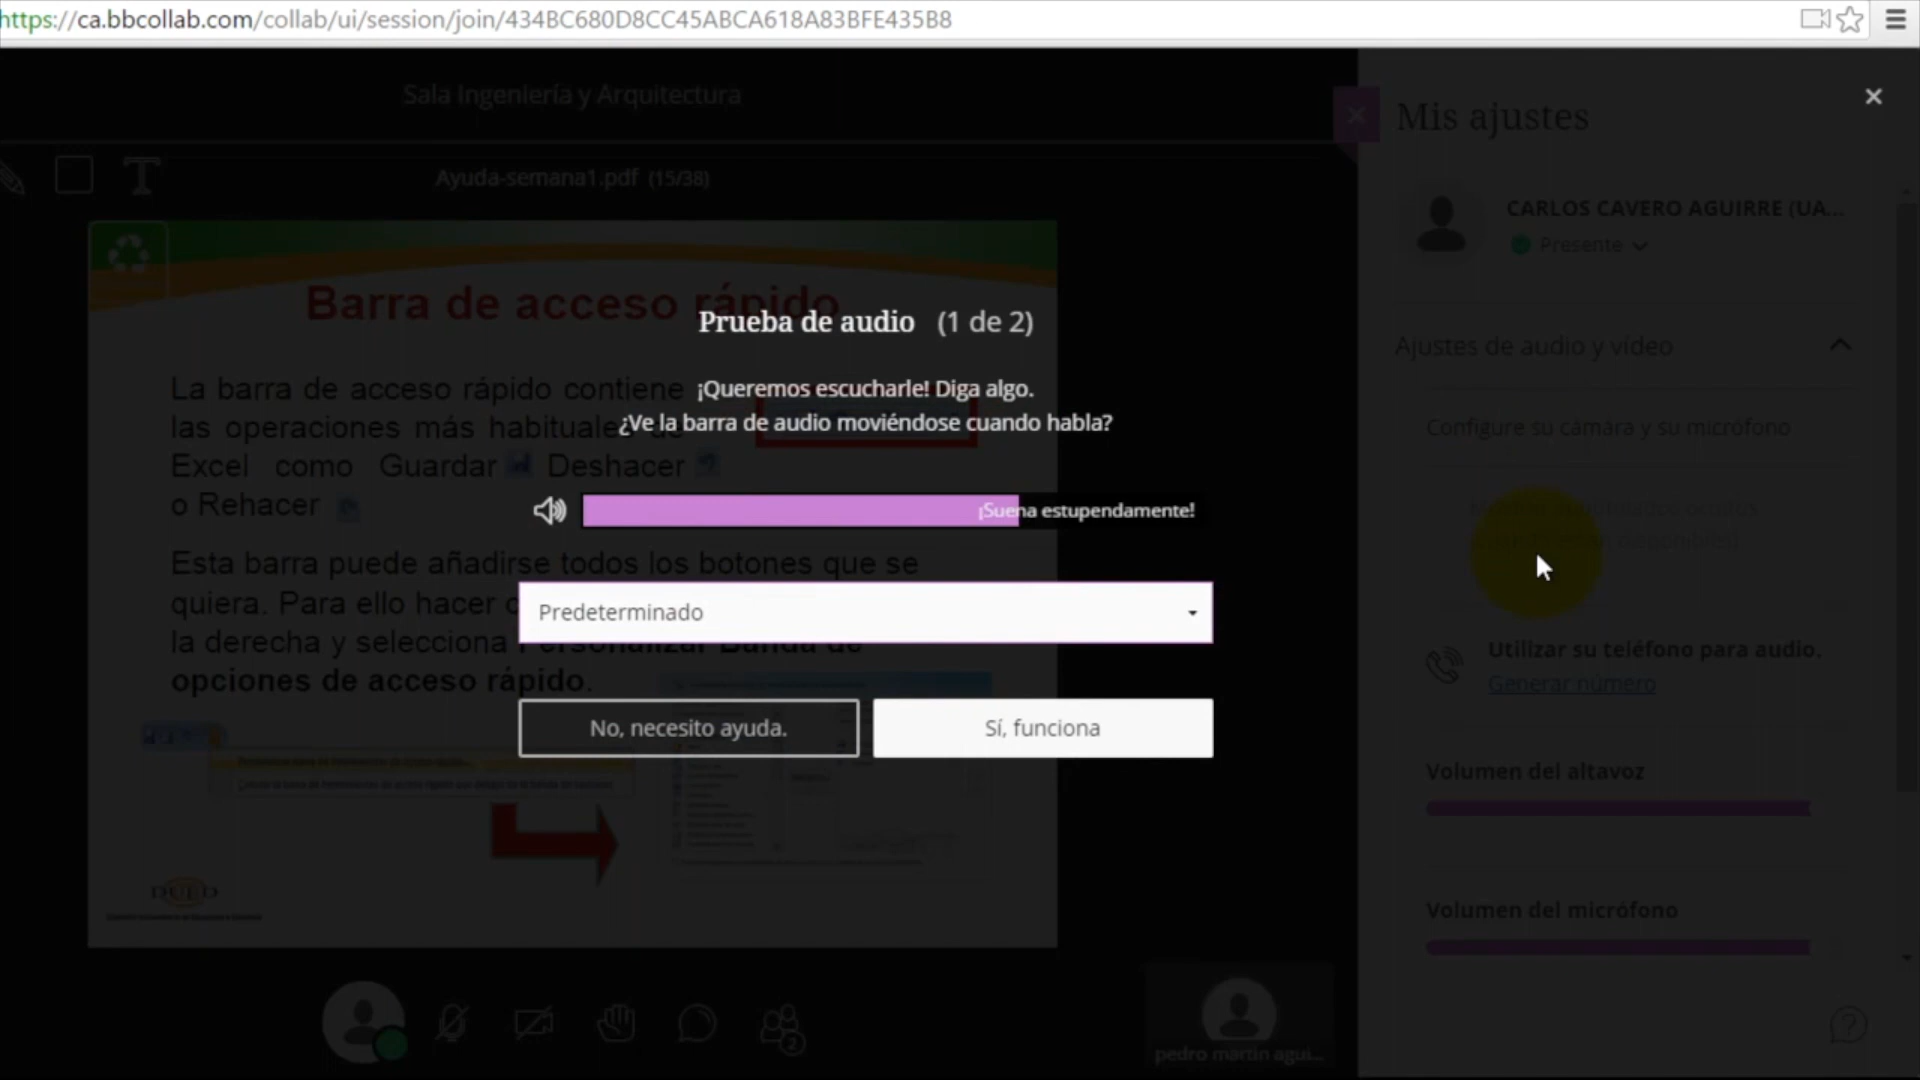 https://ca.bbcollab.com/collab/ui/session/join/434BC680D8CC45ABCA618A83BFE435B8
Sala Ingeniería y Arquitectura
Ayuda-semana1.pdf (15/38)
Barra de acceso rápido
La barra de acceso rápido contiene
las operaciones más habituales de
Excel como Guardar Deshacer
o Rehacer
Esta barra puede añadirse todos los botones que se
quiera. Para ello hacer
la derecha y selecciona Personalizar Banda de
opciones de acceso rápido.
DUED
Prueba de audio (1 de 2)
¡Queremos escucharle! Diga algo.
¿Ve la barra de audio moviéndose cuando habla?
¡Suena estupendamente!
Predeterminado
No, necesito ayuda.
Sí, funciona
Mis ajustes
CARLOS CAVERO AGUIRRE (UA...
Presente
Ajustes de audio y vídeo
Configure su cámara y su micrófono
Utilizar su teléfono para audio.
Generar número
Volumen del altavoz
Volumen del micrófono
2
pedro martin agui...